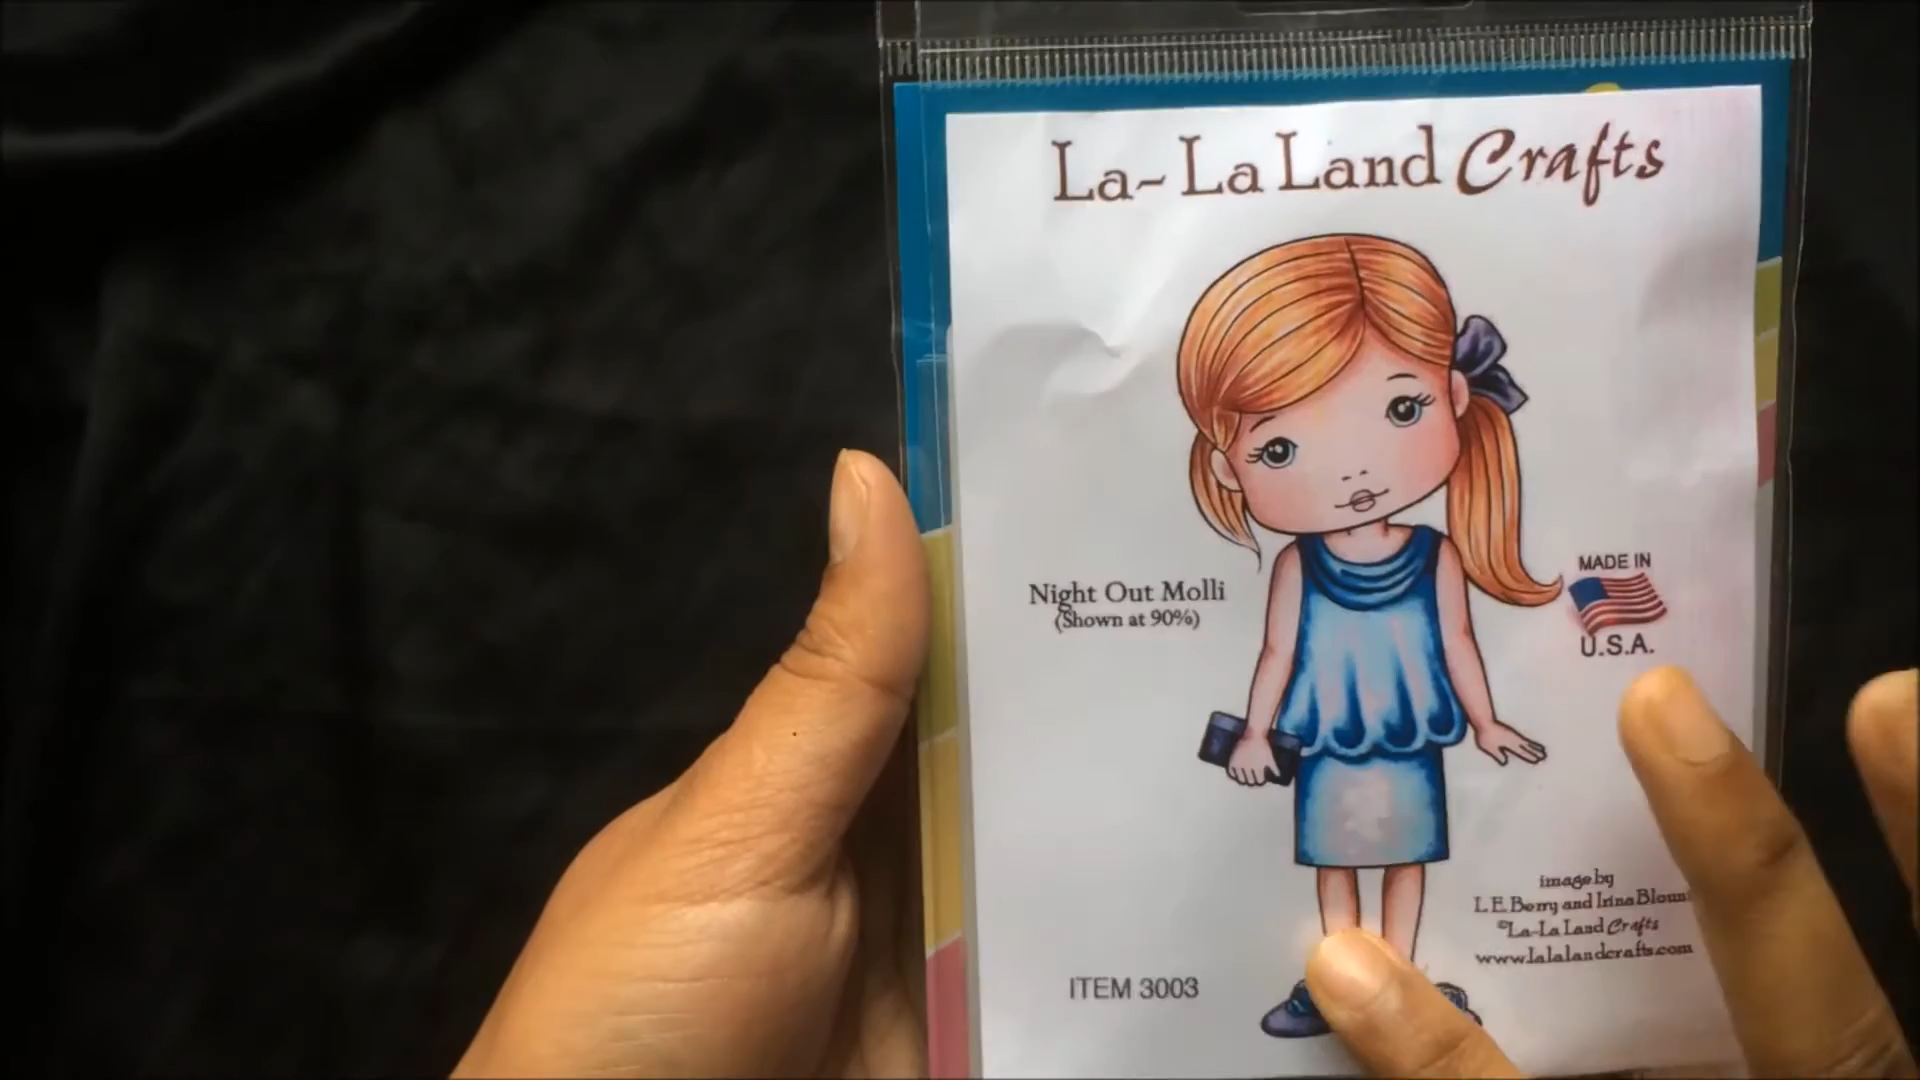 La-La Land Crafts
Night Out Molli
(Shown at 90%)
MADE IN
U.S.A.
image by
L.E. Berry and Irina Blount
©La-La Land Crafts
www.lalalandcrafts.com
ITEM 3003